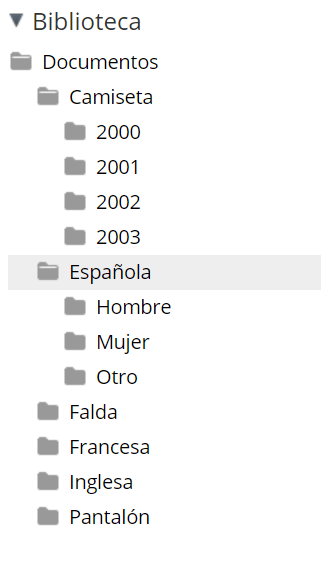 Biblioteca
Documentos
Camiseta
2000
2001
2002
2003
Española
Hombre
Mujer
Otro
Falda
Francesa
Inglesa
Pantalón